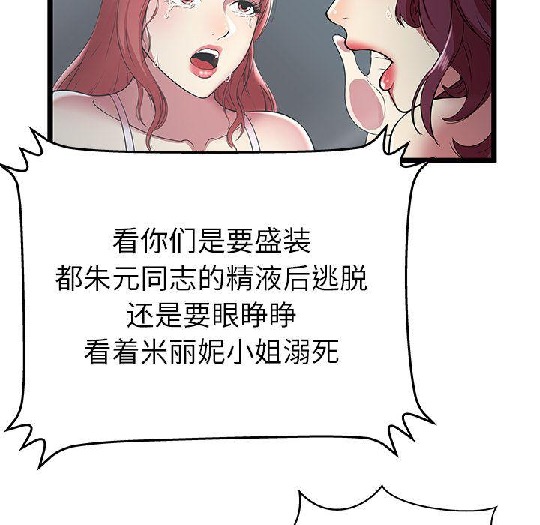 看你们是要盛装
都朱元同志的精液后逃脱
还是要眼睁睁
看着米丽妮小姐溺死